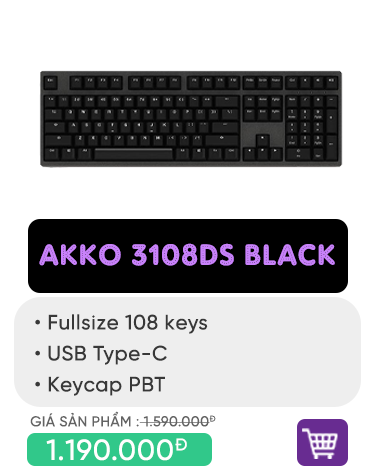 AKKO 3108DS BLACK
• Fullsize 108 keys
• USB Type-C
• Keycap PBT
GIÁ SẢN PHẨM : 1.590.000Đ
1.190.000Đ